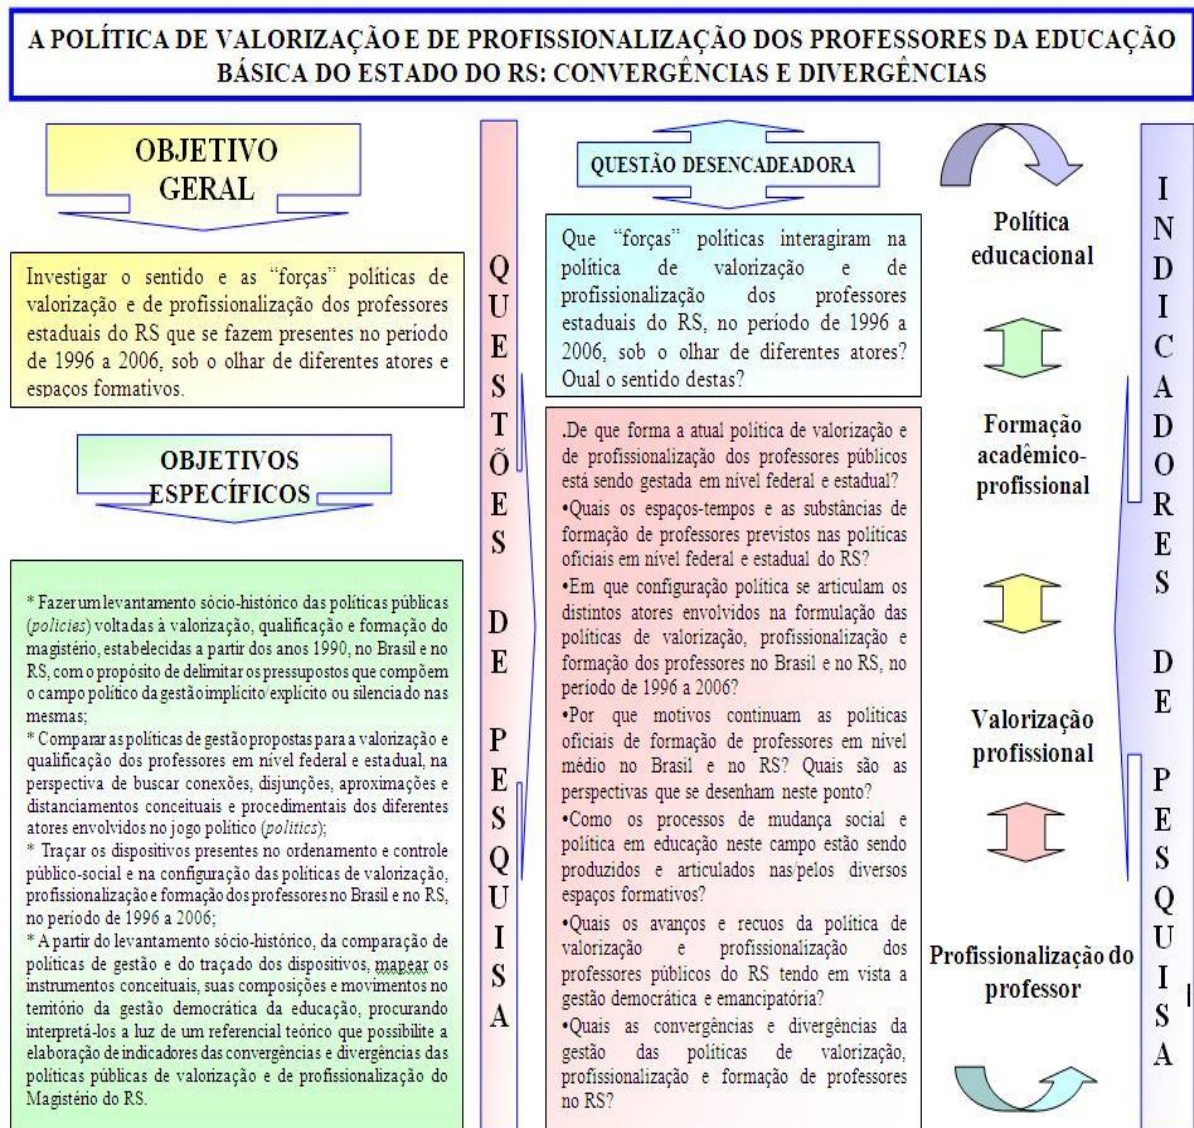 A POLÍTICA DE VALORIZAÇÃO E DE PROFISSIONALIZAÇÃO DOS PROFESSORES DA EDUCAÇÃO
BÁSICA DO ESTADO DO RS: CONVERGÊNCIAS E DIVERGÊNCIAS
OBJETIVO
GERAL
Investigar o sentido e as “forças” políticas de
valorização e de profissionalização dos professores
estaduais do RS que se fazem presentes no período
de 1996 a 2006, sob o olhar de diferentes atores e
espaços formativos.
OBJETIVOS
ESPECÍFICOS
* Fazer um levantamento sócio-histórico das políticas públicas
(policies) voltadas à valorização, qualificação e formação do
magistério, estabelecidas a partir dos anos 1990, no Brasil e no
RS, com o propósito de delimitar os pressupostos que compõem
o campo político da gestão implícito/explícito ou silenciado nas
mesmas;
* Comparar as políticas de gestão propostas para a valorização e
qualificação dos professores em nível federal e estadual, na
perspectiva de buscar conexões, disjunções, aproximações e
distanciamentos conceituais e procedimentais dos diferentes
atores envolvidos no jogo político (politics);
* Traçar os dispositivos presentes no ordenamento e controle
público-social e na configuração das políticas de valorização,
profissionalização e formação dos professores no Brasil e no RS,
no período de 1996 a 2006;
* A partir do levantamento sócio-histórico, da comparação de
políticas de gestão e do traçado dos dispositivos, mapear os
instrumentos conceituais, suas composições e movimentos no
território da gestão democrática da educação, procurando
interpretá-los a luz de um referencial teórico que possibilite a
elaboração de indicadores das convergências e divergências das
políticas públicas de valorização e de profissionalização do
Magistério do RS.
QUESTÕES DE PESQUISA
QUESTÃO DESENCADEADORA
Que “forças” políticas interagiram na
política de valorização e de
profissionalização dos professores
estaduais do RS, no período de 1996 a
2006, sob o olhar de diferentes atores?
Qual o sentido destas?
.De que forma a atual política de valorização e
de profissionalização dos professores públicos
está sendo gestada em nível federal e estadual?
•Quais os espaços-tempos e as substâncias de
formação de professores previstos nas políticas
oficiais em nível federal e estadual do RS?
•Em que configuração política se articulam os
distintos atores envolvidos na formulação das
políticas de valorização, profissionalização e
formação dos professores no Brasil e no RS, no
período de 1996 a 2006?
•Por que motivos continuam as políticas
oficiais de formação de professores em nível
médio no Brasil e no RS? Quais são as
perspectivas que se desenham neste ponto?
•Como os processos de mudança social e
política em educação neste campo estão sendo
produzidos e articulados nas/pelos diversos
espaços formativos?
•Quais os avanços e recuos da política de
valorização e profissionalização dos
professores públicos do RS tendo em vista a
gestão democrática e emancipatória?
•Quais as convergências e divergências da
gestão das políticas de valorização,
profissionalização e formação de professores
no RS?
Política
educacional
Formação
acadêmico-
profissional
Valorização
profissional
Profissionalização do
professor
INDICADORES DE PESQUISA